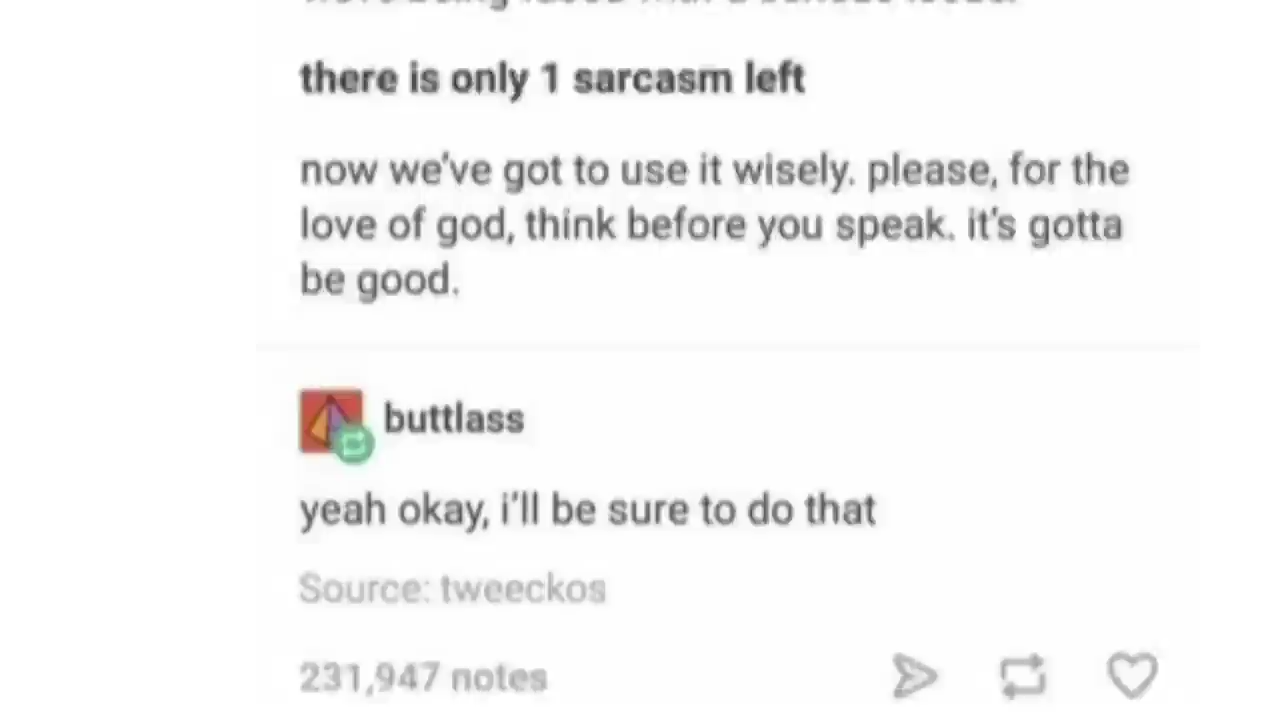 there is only 1 sarcasm left
now we've got to use it wisely. please, for the
love of god, think before you speak. it's gotta
be good.
buttlass
yeah okay, i'll be sure to do that
Source: tweeckos
231,947 notes